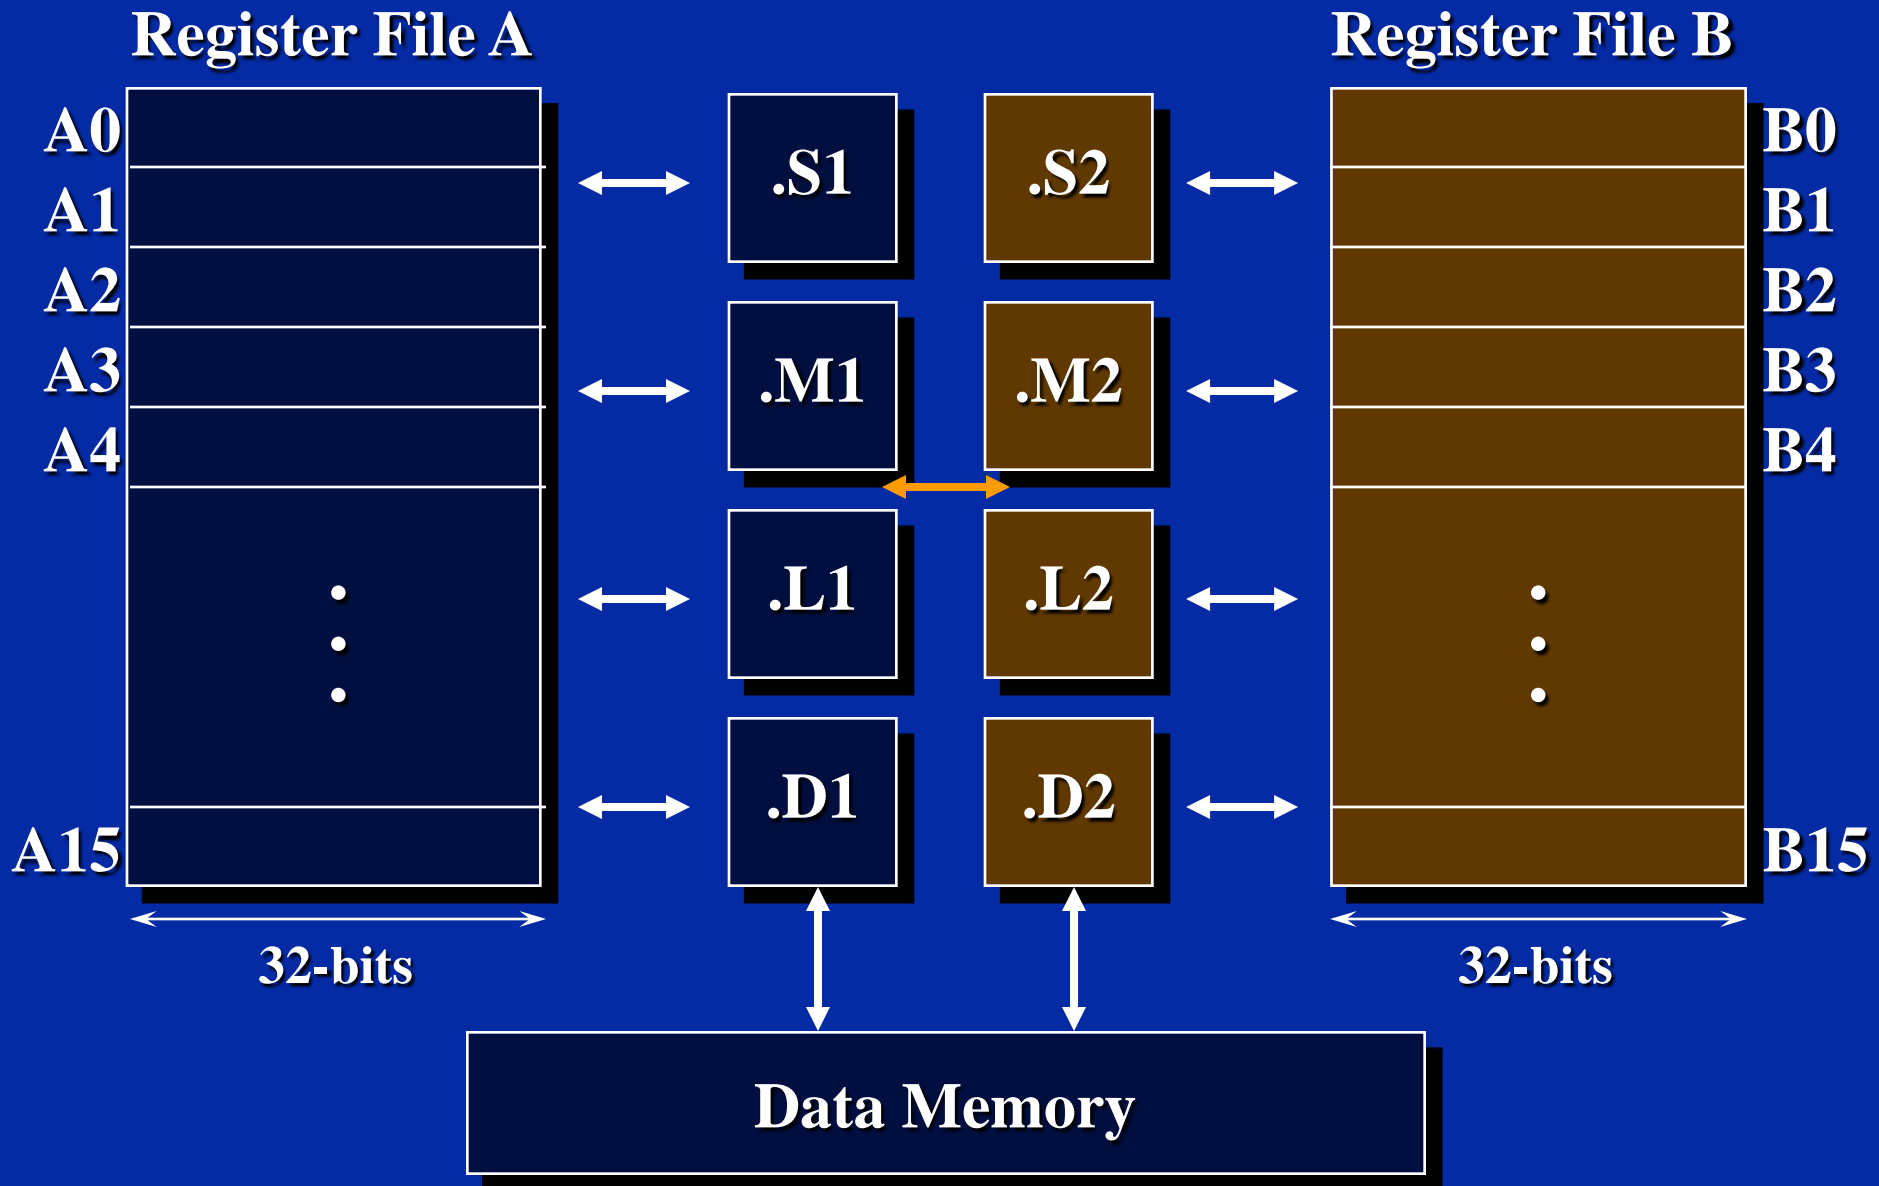 Register File A
Register File B
A0
.S1
.S2
B0
A1
B1
A2
B2
A3
.M1
.M2
B3
A4
B4
.L1
.L2
.D1
.D2
A15
B15
32-bits
32-bits
Data Memory